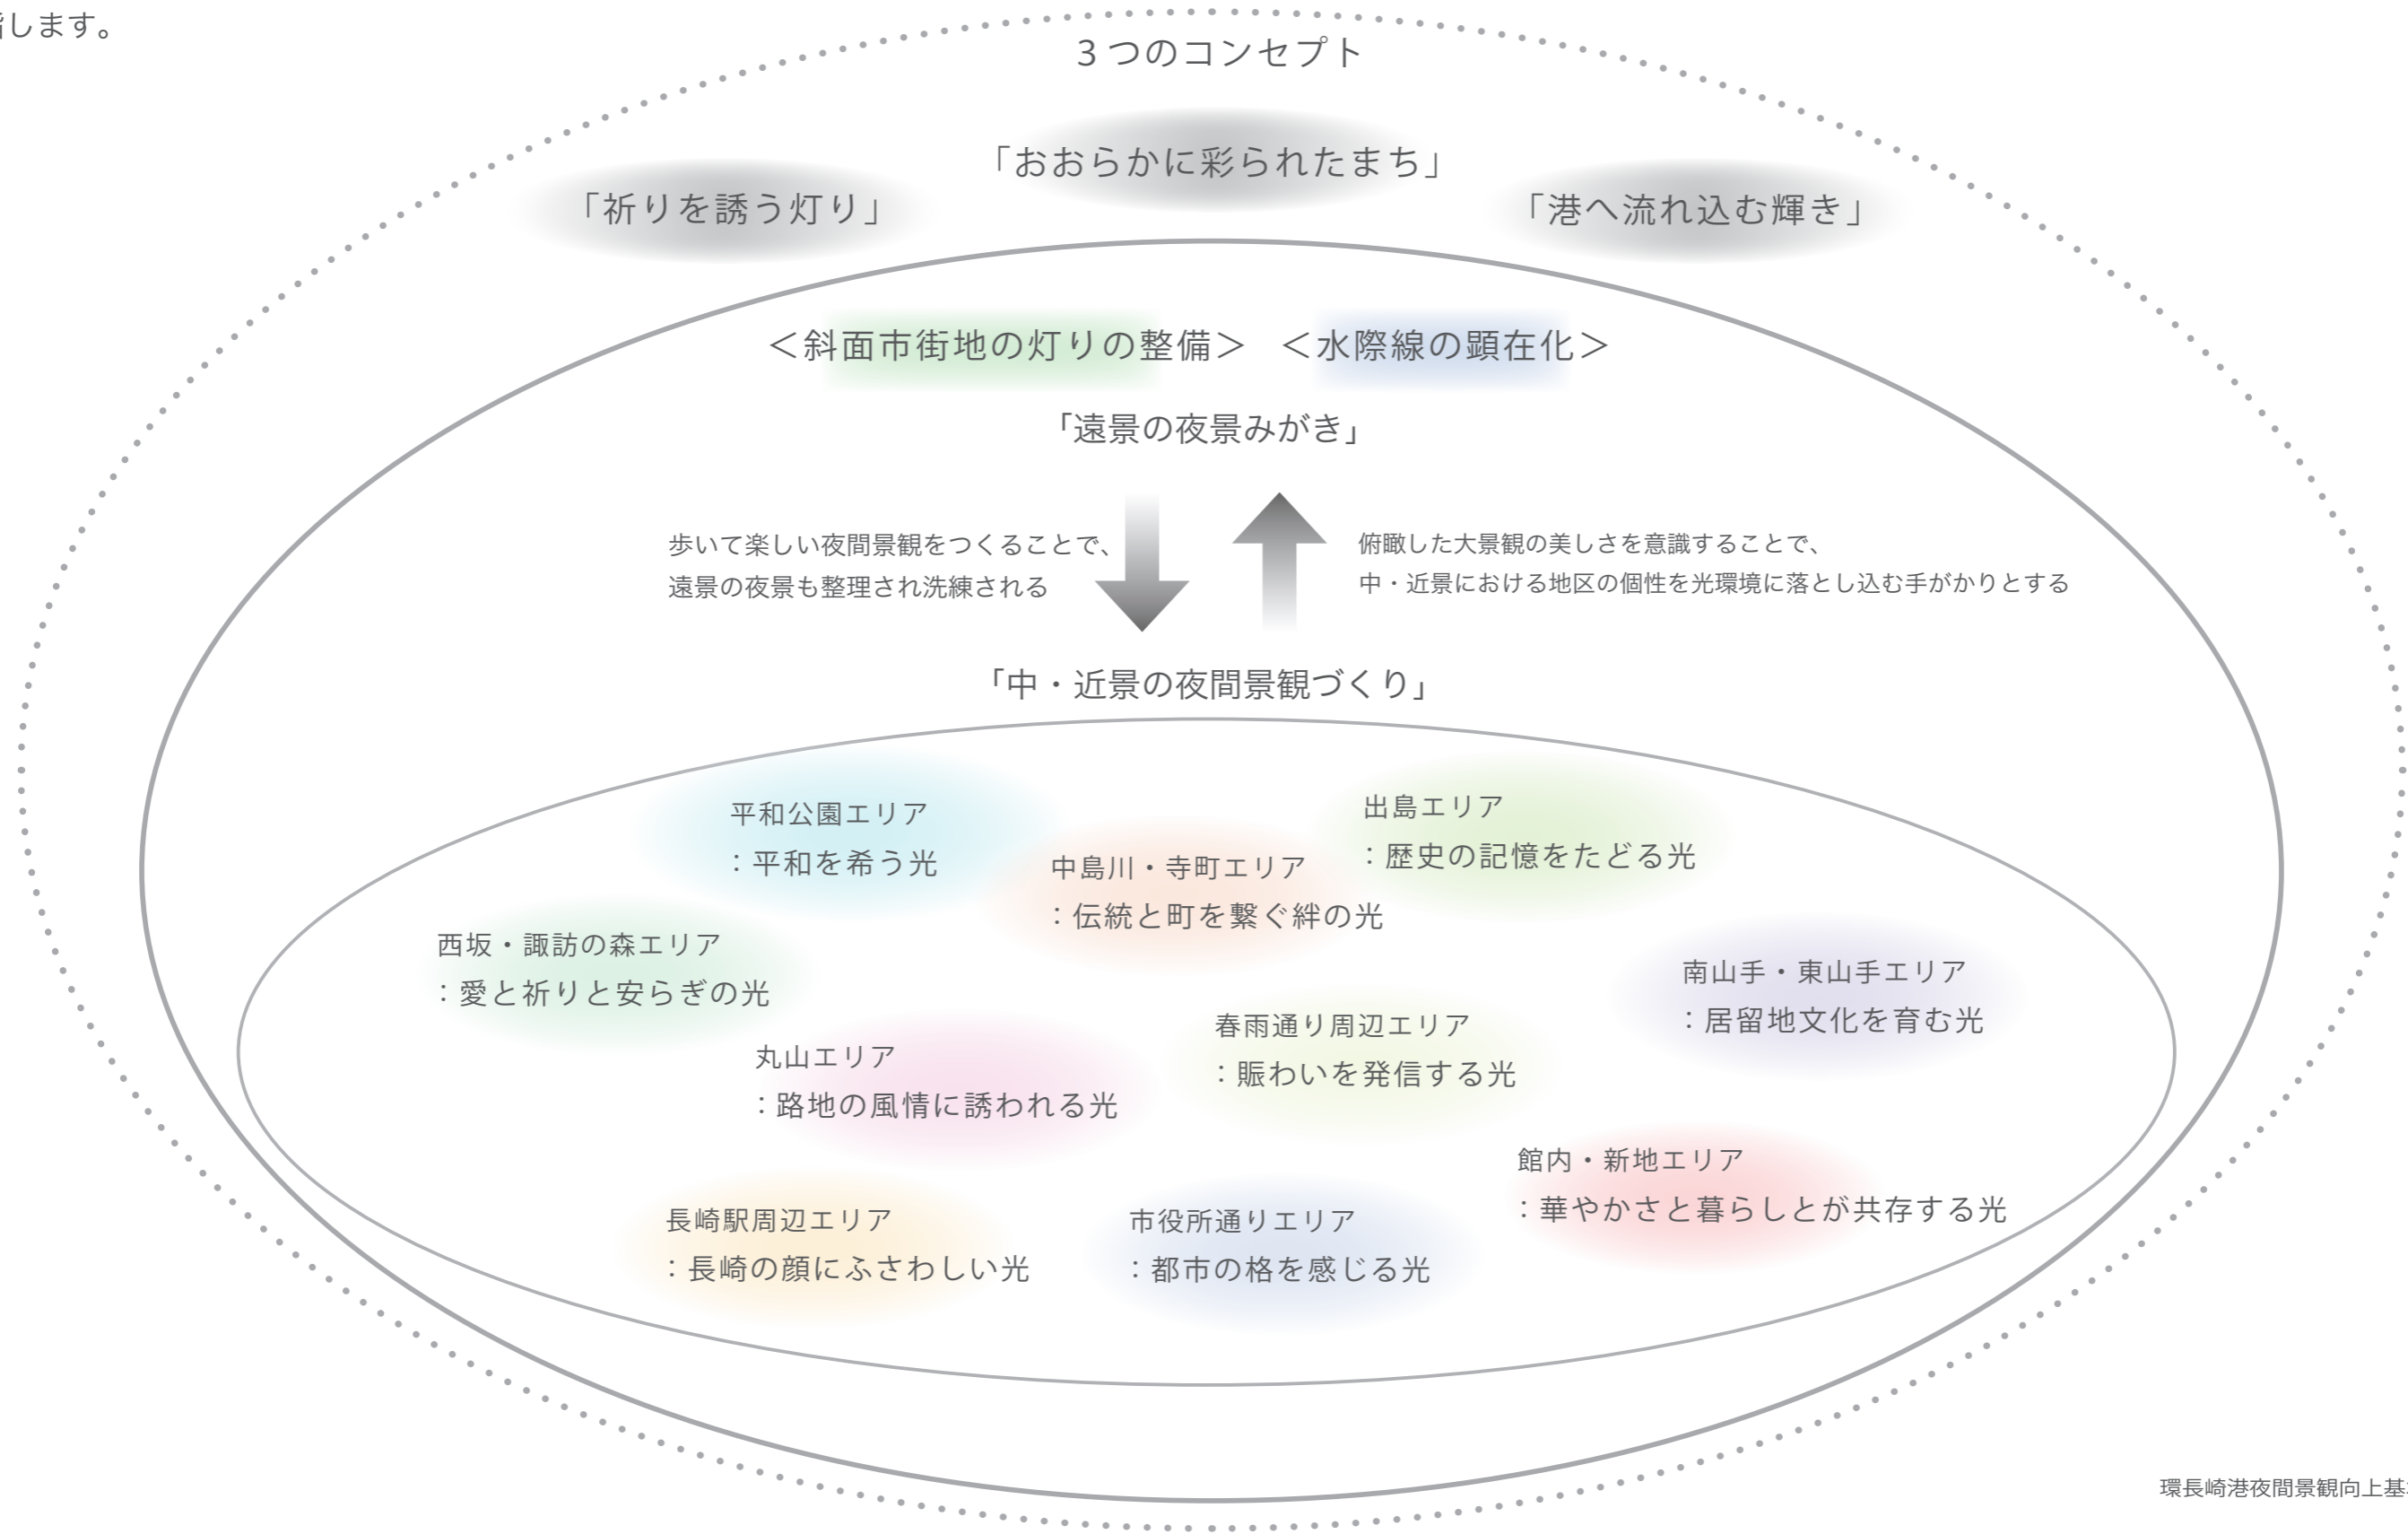 します。
3つのコンセプト
「おおらかに彩られたまち」
「祈りを誘う灯り」
「港へ流れ込む輝き」
＜斜面市街地の灯りの整備＞ ＜水際線の顕在化＞
「遠景の夜景みがき」
歩いて楽しい夜間景観をつくることで、
遠景の夜景も整理され洗練される
俯瞰した大景観の美しさを意識することで、
中・近景における地区の個性を光環境に落とし込む手がかりとする
「中・近景の夜間景観づくり」
平和公園エリア
：平和を希う光
出島エリア
：歴史の記憶をたどる光
中島川・寺町エリア
：伝統と町を繋ぐ絆の光
西坂・諏訪の森エリア
：愛と祈りと安らぎの光
南山手・東山手エリア
：居留地文化を育む光
春雨通り周辺エリア
：賑わいを発信する光
丸山エリア
：路地の風情に誘われる光
館内・新地エリア
：華やかさと暮らしとが共存する光
長崎駅周辺エリア
：長崎の顔にふさわしい光
市役所通りエリア
：都市の格を感じる光
環長崎港夜間景観向上基